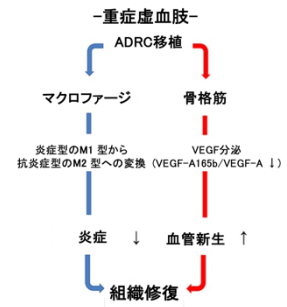 -重症虚血肢-
ADRC移植
マクロファージ 骨格筋
炎症型のM1 型から VEGF分泌
抗炎症型のM2 型への変換 (VEGF-A165b/VEGF-A ↓)
炎症 ↓ 血管新生 ↑
組織修復